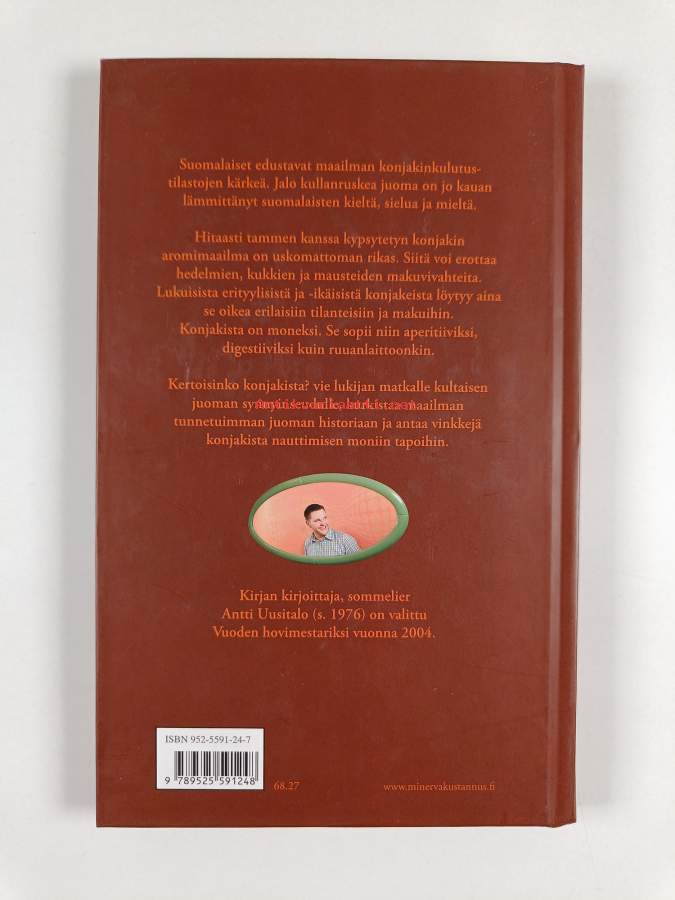 Suomalaiset edustavat maailman konjakinkulutus-
tilastojen kärkeä. Jalo kullanruskea juoma on jo kauan
lämmittänyt suomalaisten kieltä, sielua ja mieltä.
Hitaasti tammen kanssa kypsytetyn konjakin
aromimaailma on uskomattoman rikas. Siitä voi erottaa
hedelmien, kukkien ja mausteiden makuvivahteita.
Lukuisista erityylisistä ja -ikäisistä konjakeista löytyy aina
se oikea erilaisiin tilanteisiin ja makuihin.
Konjakista on moneksi. Se sopii niin aperitiiviksi,
digestiiviksi kuin ruuanlaittoonkin.
Kertoisinko konjakista? vie lukijan matkalle kultaisen
juoman maailman
tunnetuimman juoman historiaan ja antaa vinkkejä
konjakista nauttimisen moniin tapoihin.
Kirjan kirjoittaja, sommelier
Antti Uusitalo (s. 1976) on valittu
Vuoden hovimestariksi vuonna 2004.
ISBN 952-5591-24-7
9 789525 591248
68.27
www.minervakustannus.fi